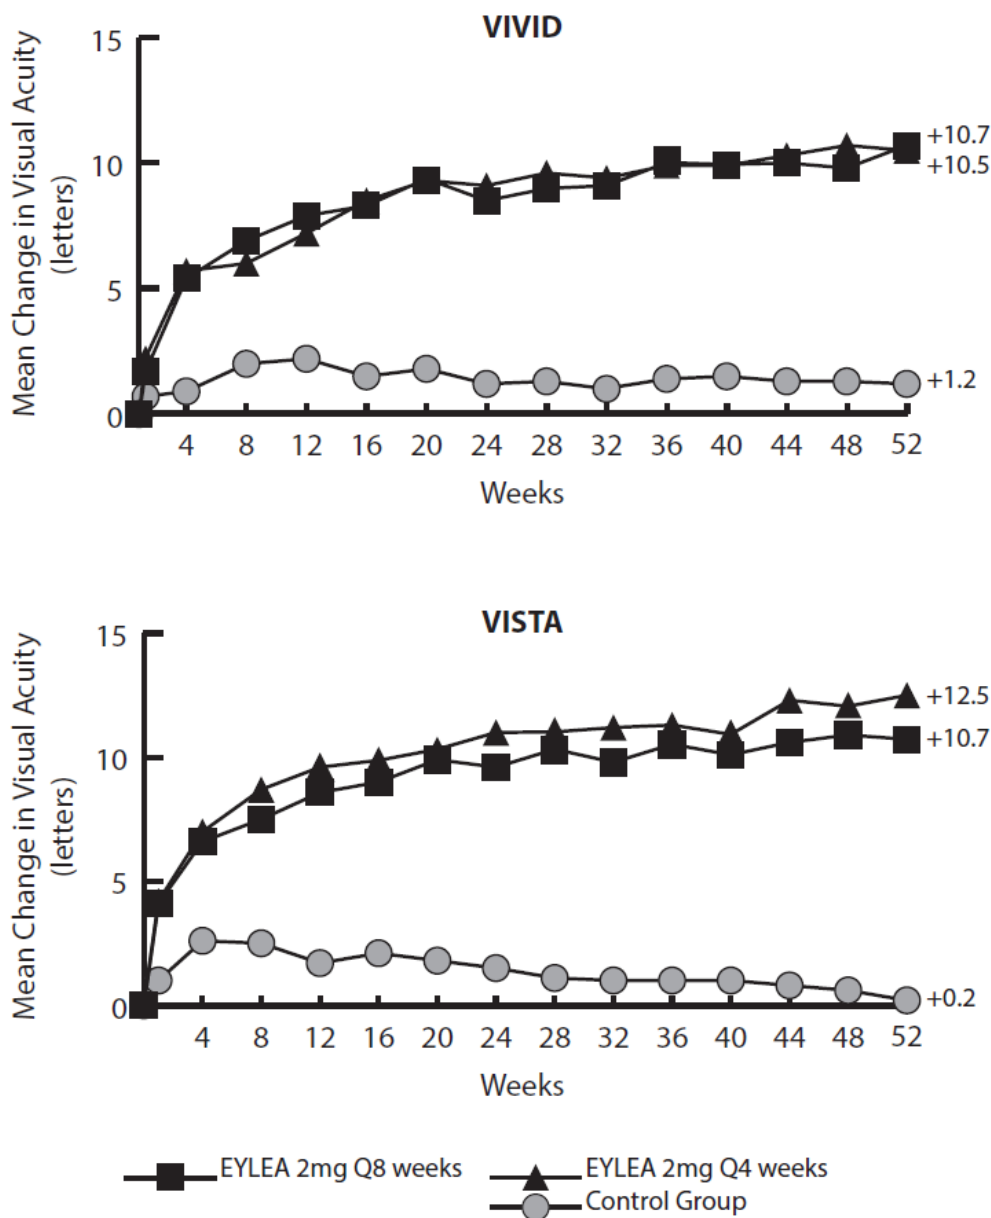 VIVID
15
10
5
0
Mean Change in Visual Acuity
(letters)
+10.7
+10.5
+1.2
4 8 12 16 20 24 28 32 36 40 44 48 52
Weeks
VISTA
15
10
5
0
Mean Change in Visual Acuity
(letters)
+12.5
+10.7
+0.2
4 8 12 16 20 24 28 32 36 40 44 48 52
Weeks
EYLEA 2mg Q8 weeks
EYLEA 2mg Q4 weeks
Control Group